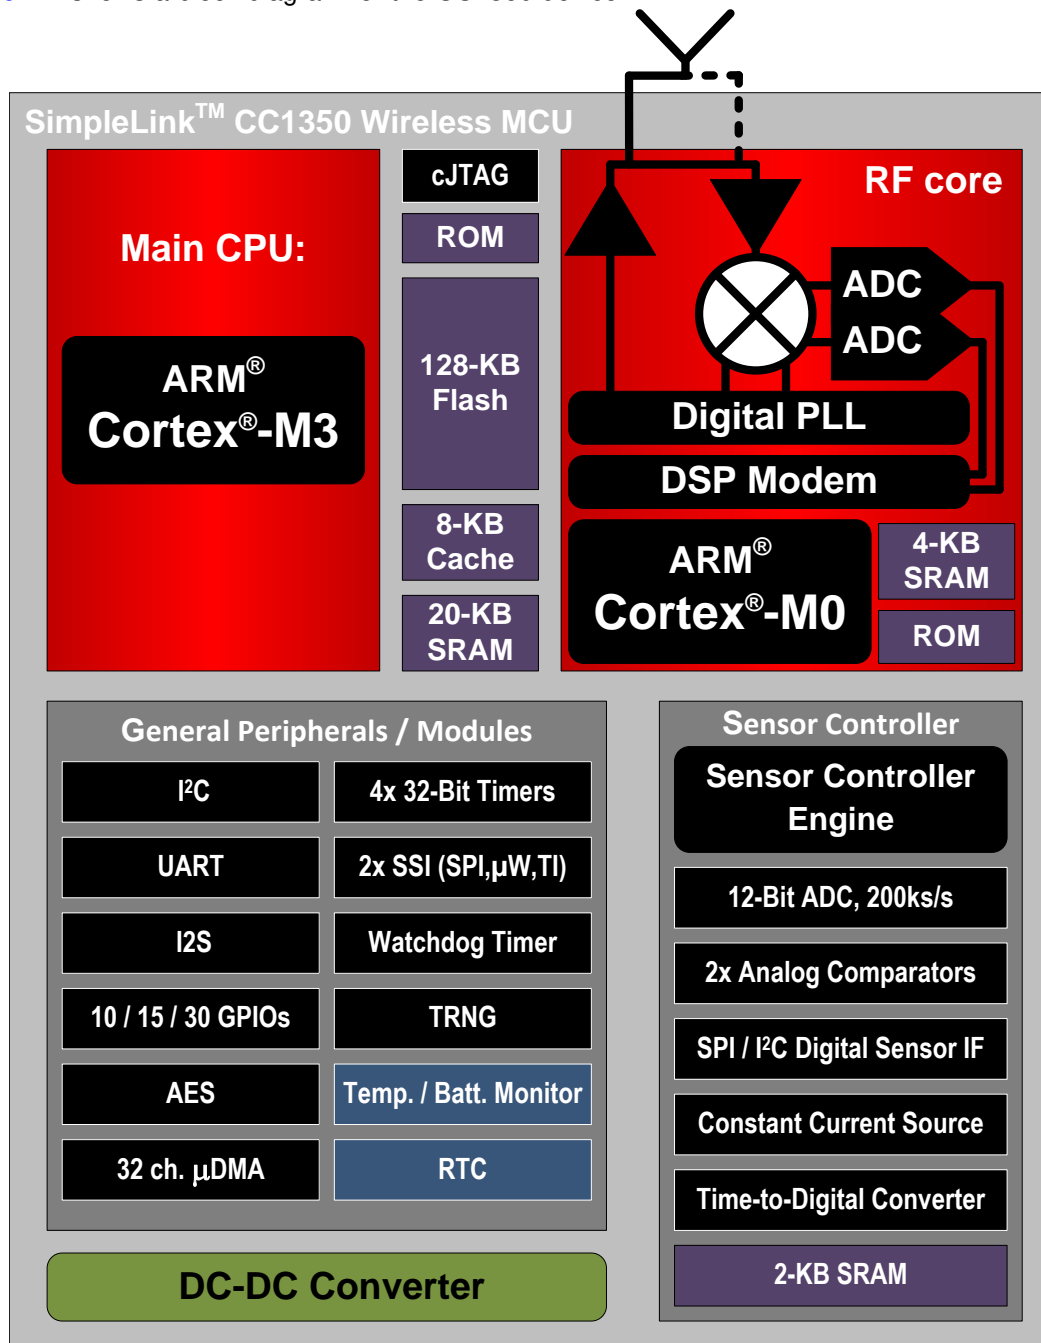 SimpleLink™ CC1350 Wireless MCU
cJTAG
ROM
128-KB
Flash
8-KB
Cache
20-KB
SRAM
Main CPU:
ARM®
Cortex®-M3
RF core
ADC
ADC
Digital PLL
DSP Modem
ARM®
Cortex®-M0
4-KB
SRAM
ROM
General Peripherals / Modules
I²C
4x 32-Bit Timers
UART
2x SSI (SPI,µW,TI)
I2S
Watchdog Timer
10 / 15 / 30 GPIOs
TRNG
AES
Temp. / Batt. Monitor
32 ch. µDMA
RTC
Sensor Controller
Sensor Controller
Engine
12-Bit ADC, 200ks/s
2x Analog Comparators
SPI / I²C Digital Sensor IF
Constant Current Source
Time-to-Digital Converter
2-KB SRAM
DC-DC Converter